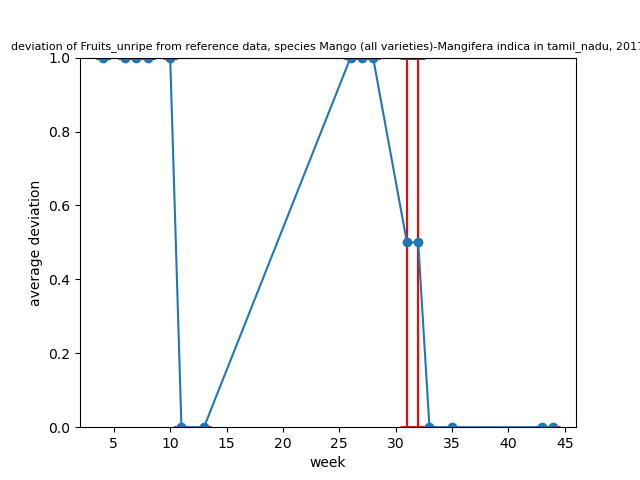 deviation of Fruits_unripe from reference data, species Mango (all varieties)-Mangifera indica in tamil_nadu, 2017
1.0
0.8
0.6
0.4
0.2
0.0
average deviation
5 10 15 20 25 30 35 40 45
week